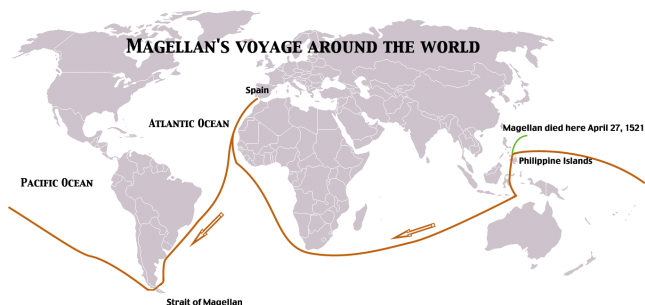 Magellan's voyage around the world
Spain
Atlantic Ocean
Magellan died here April 27, 1521
Philippine Islands
Pacific Ocean
Strait of Magellan